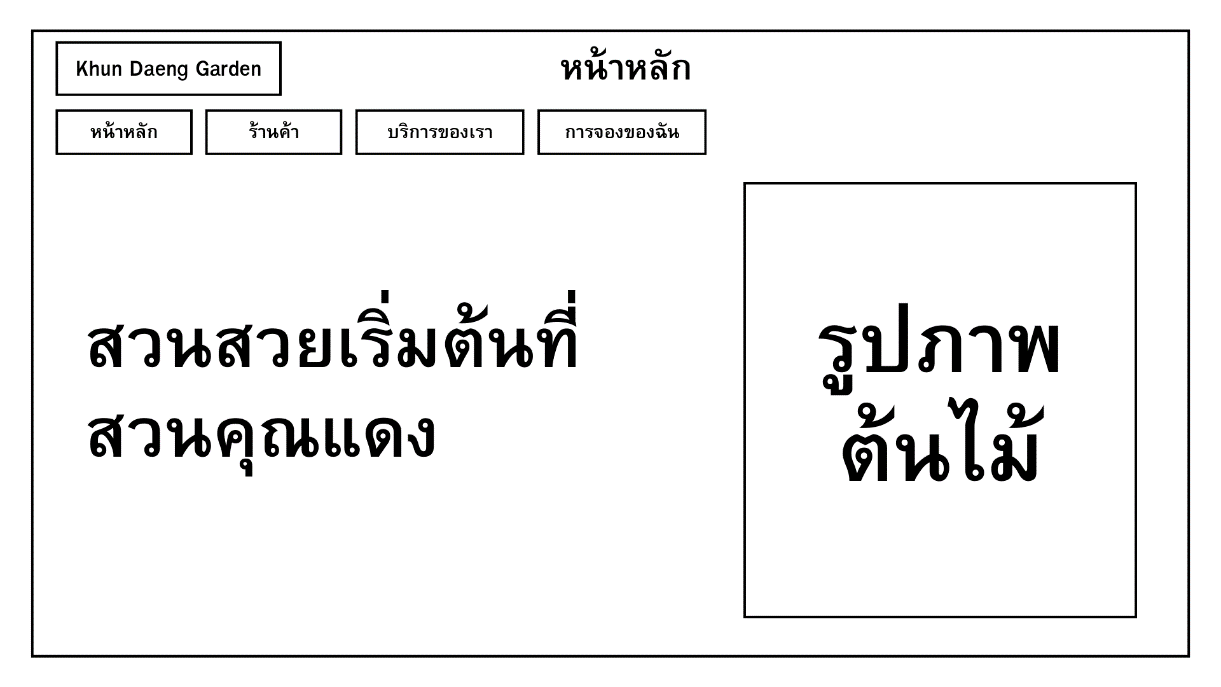 Khun Daeng Garden
หน้าหลัก
หน้าหลัก
ร้านค้า
บริการของเรา
การจองของฉัน
สวนสวยเริ่มต้นที่
สวนคุณแดง
รูปภาพ
ต้นไม้